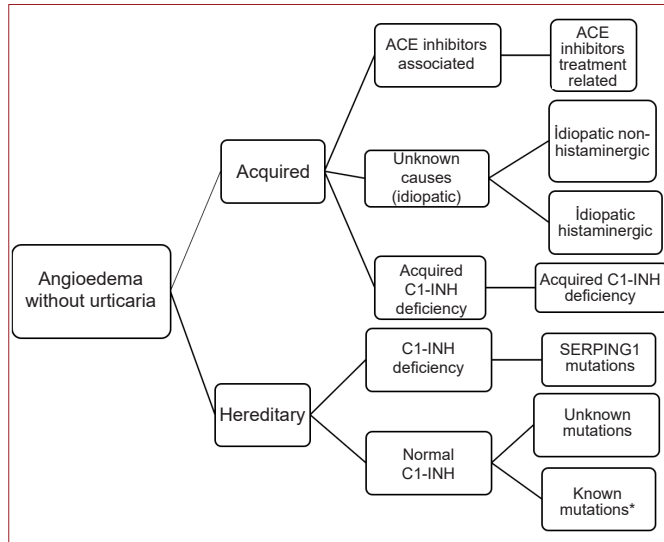 ACE inhibitors
associated
ACE
inhibitors
treatment
related
Acquired
Unknown
causes
(idiopatic)
İdiopatic non-
histaminergic
İdiopatic
histaminergic
Angioedema
without urticaria
Acquired
C1-INH
deficiency
Acquired C1-INH
deficiency
C1-INH
deficiency
SERPING1
mutations
Hereditary
Normal
C1-INH
Unknown
mutations
Known
mutations*